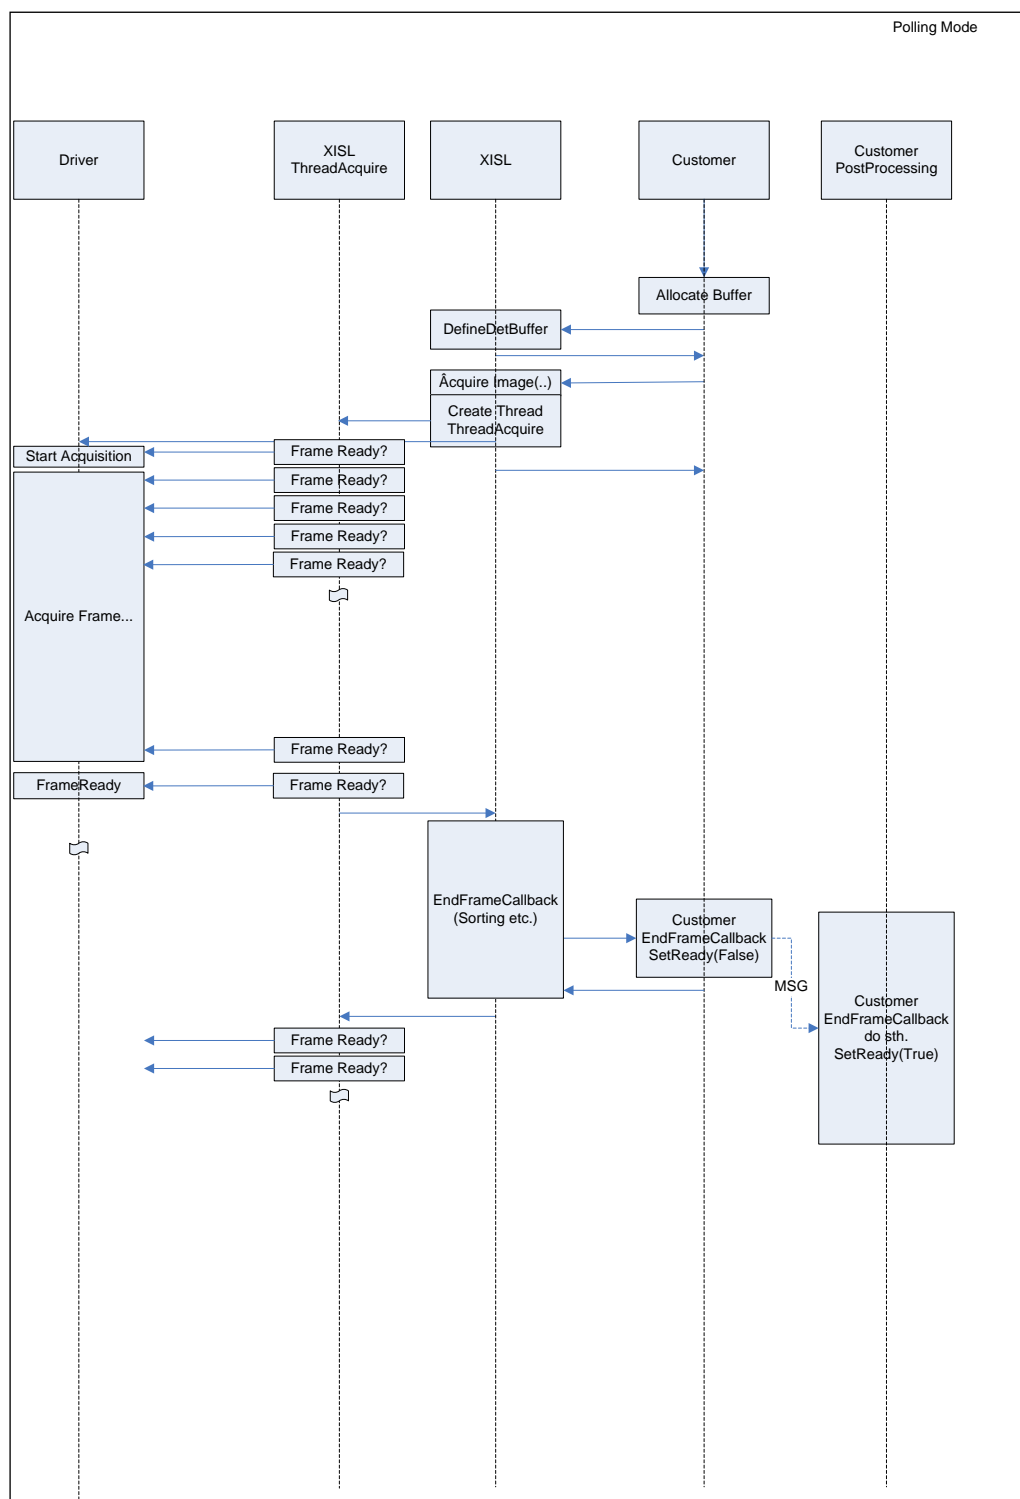 Polling Mode
Driver
XISL
ThreadAcquire
XISL
Customer
Customer
PostProcessing
Allocate Buffer
DefineDetBuffer
Âcquire Image(..)
Create Thread
ThreadAcquire
Frame Ready?
Start Acquisition
Frame Ready?
Frame Ready?
Frame Ready?
Frame Ready?
Acquire Frame...
Frame Ready?
FrameReady
Frame Ready?
EndFrameCallback
(Sorting etc.)
Customer
EndFrameCallback
SetReady(False)
MSG
Customer
EndFrameCallback
do sth.
SetReady(True)
Frame Ready?
Frame Ready?